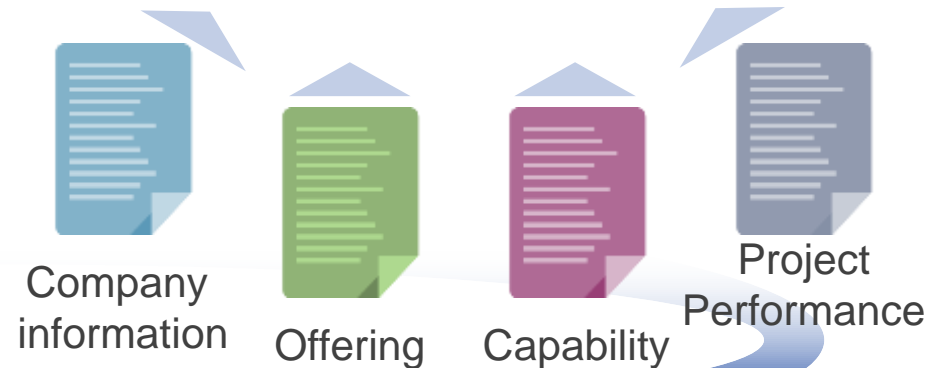 Company
information
Offering
Capability
Project
Performance